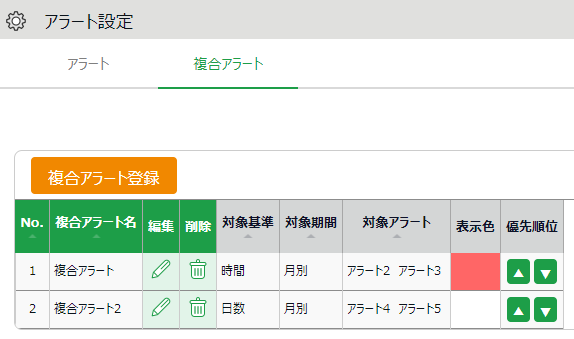 アラート設定
アラート 複合アラート
複合アラート登録
No. 複合アラート名 編集 削除 対象基準 対象期間 対象アラート 表示色 優先順位
1 複合アラート 時間 月別 アラート2 アラート3
2 複合アラート2 日数 月別 アラート4 アラート5